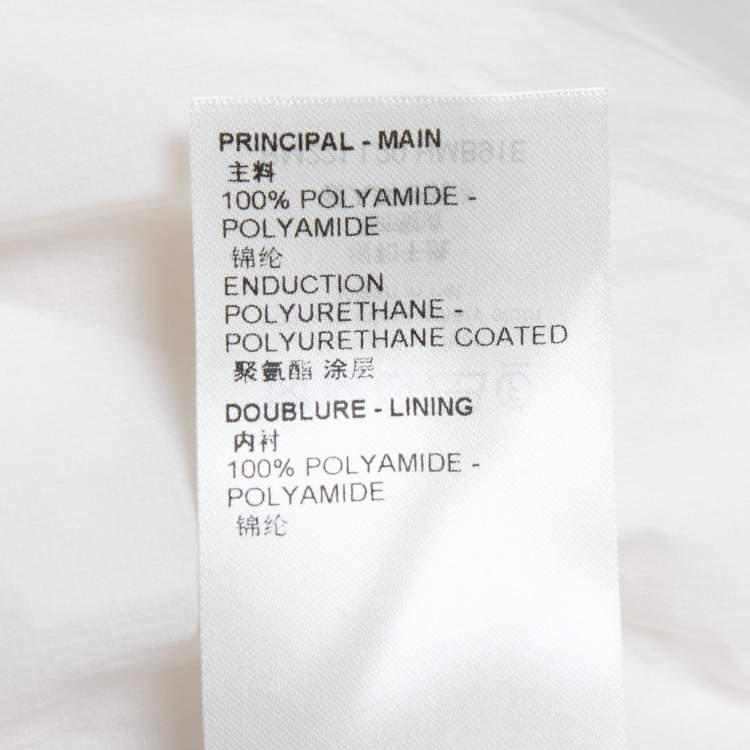 PRINCIPAL - MAIN
主料
100% POLYAMIDE -
POLYAMIDE
锦纶
ENDUCTION
POLYURETHANE -
POLYURETHANE COATED
聚氨酯 涂层
DOUBLURE - LINING
内衬
100% POLYAMIDE -
POLYAMIDE
锦纶